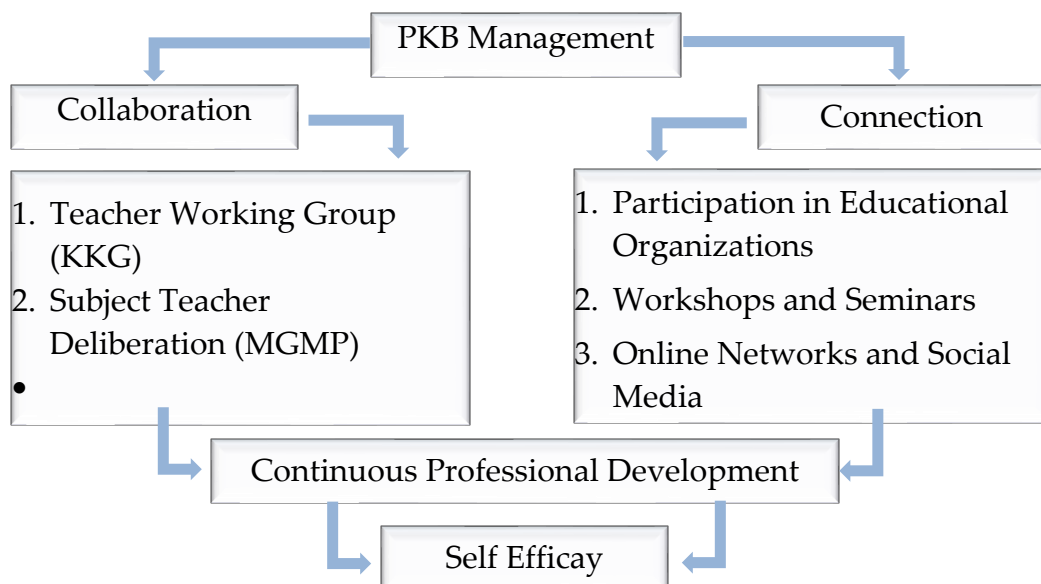 PKB Management
Collaboration
Connection
1. Teacher Working Group
(KKG)
2. Subject Teacher
Deliberation (MGMP)
•
1. Participation in Educational
Organizations
2. Workshops and Seminars
3. Online Networks and Social
Media
Continuous Professional Development
Self Efficay